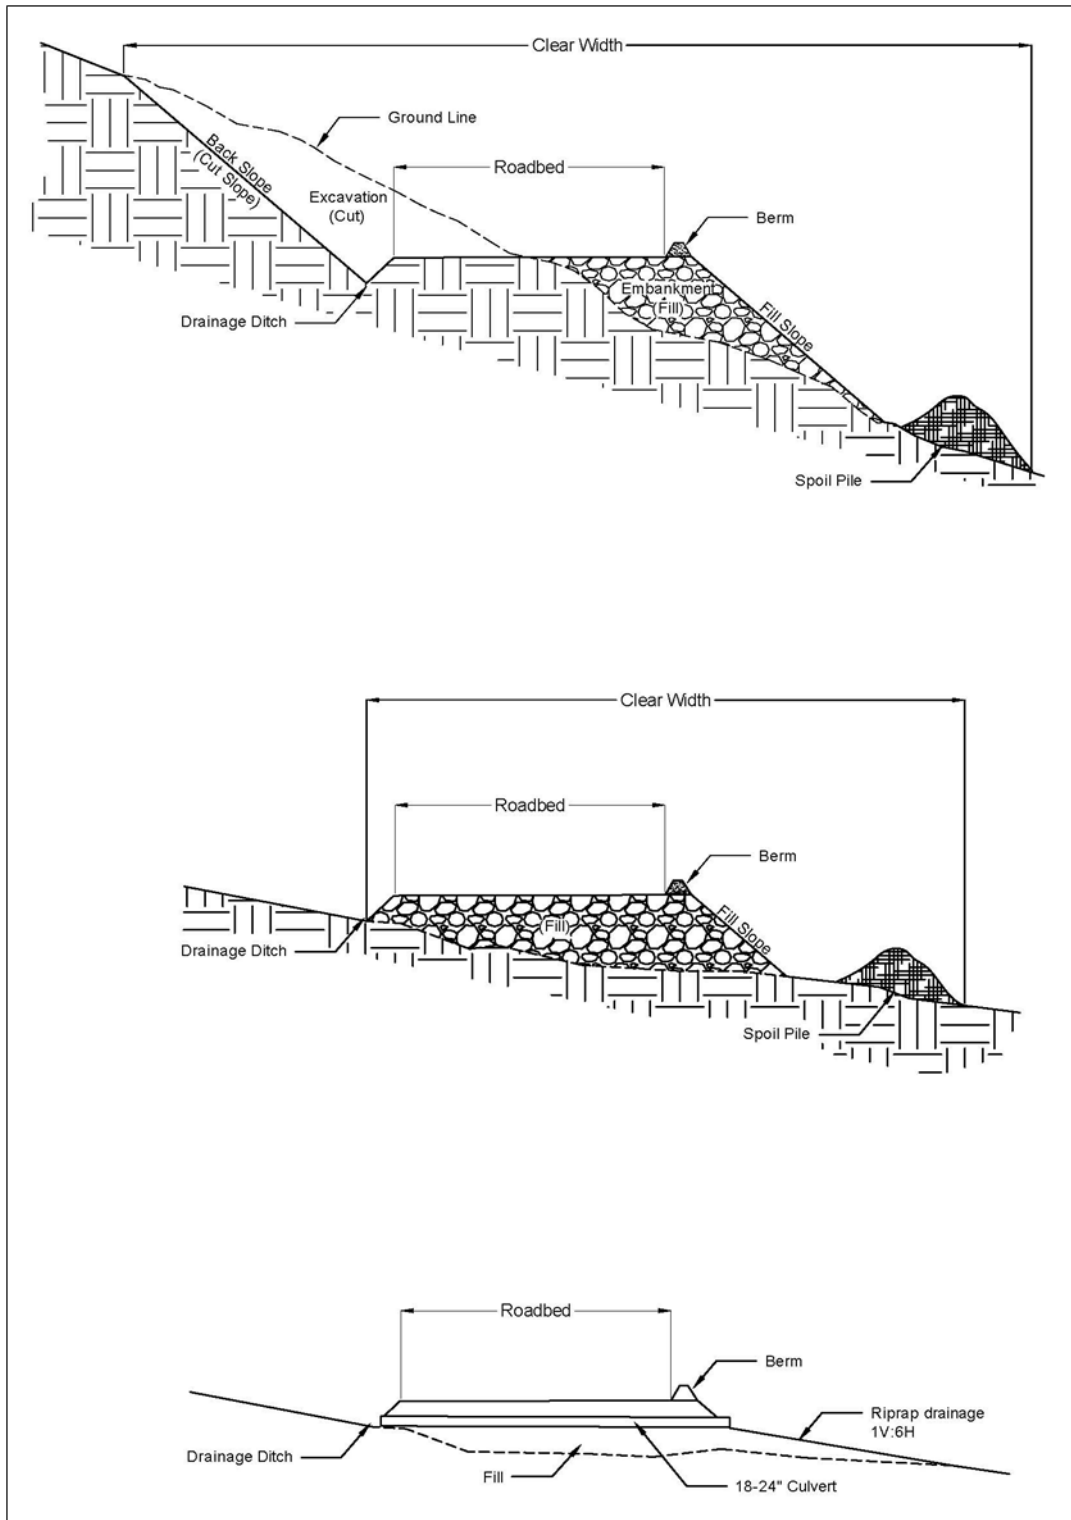 Clear Width
Ground Line
Back Slope
(Cut Slope)
Roadbed
Excavation
(Cut)
Berm
Embankment
(Fill)
Fill Slope
Drainage Ditch
Spoil Pile
Clear Width
Roadbed
Berm
(Fill)
Fill Slope
Drainage Ditch
Spoil Pile
Roadbed
Berm
Riprap drainage
1V:6H
Drainage Ditch
Fill
18-24" Culvert